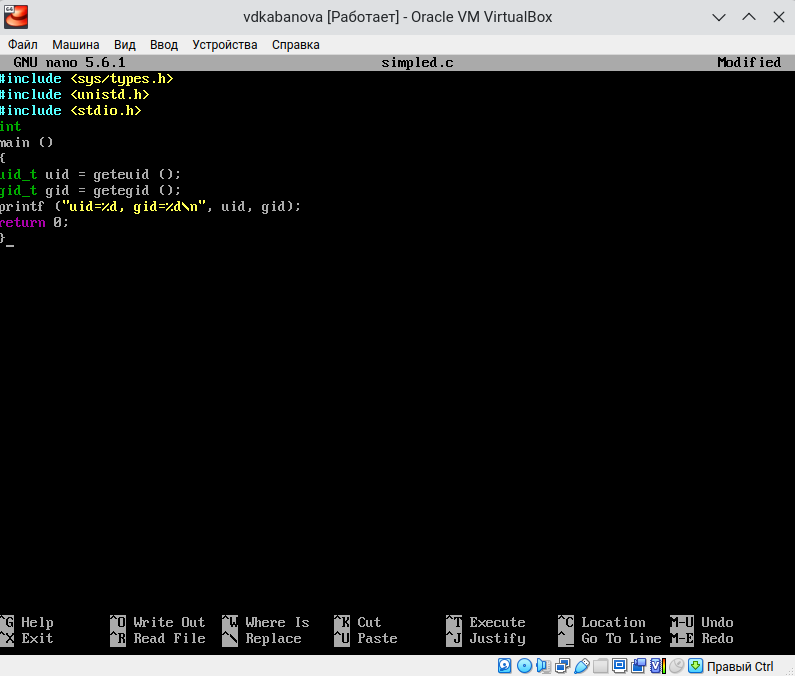 vdkabanova [Работает] - Oracle VM VirtualBox
Файл Машина Вид Ввод Устройства Справка
GNU nano 5.6.1 simpled.c Modified
#include <sys/types.h>
#include <unistd.h>
#include <stdio.h>
int
main ()
{
uid_t uid = geteuid ();
gid_t gid = getegid ();
printf ("uid=%d, gid=%d\n", uid, gid);
return 0;
}
^G Help ^O Write Out ^W Where Is ^K Cut ^T Execute ^C Location M-U Undo
^X Exit ^R Read File ^\ Replace ^U Paste ^J Justify ^_ Go To Line M-E Redo
Правый Ctrl